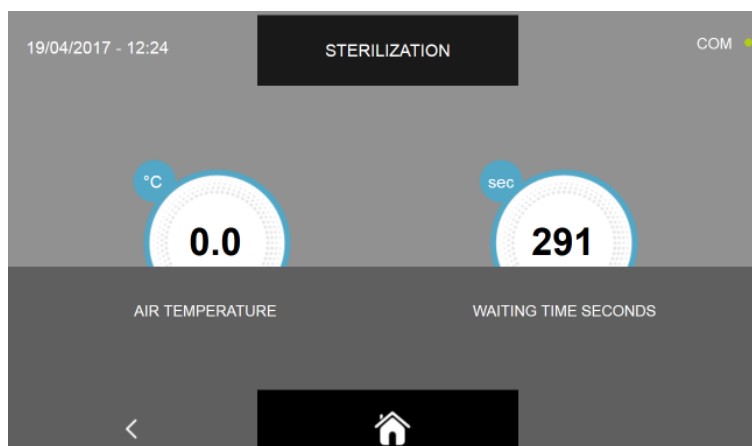 19/04/2017 - 12:24
STERILIZATION
COM
°C
0.0
sec
291
AIR TEMPERATURE
WAITING TIME SECONDS